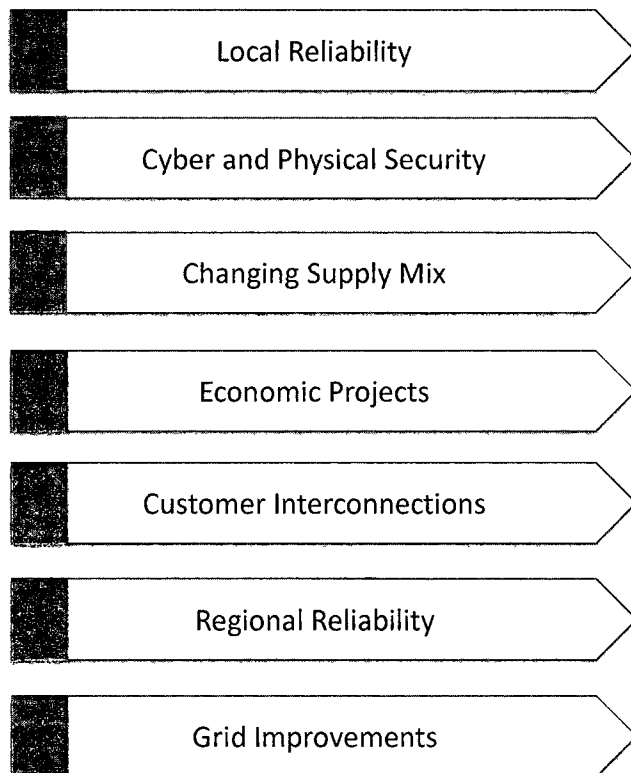 Local Reliability
Cyber and Physical Security
Changing Supply Mix
Economic Projects
Customer Interconnections
Regional Reliability
Grid Improvements